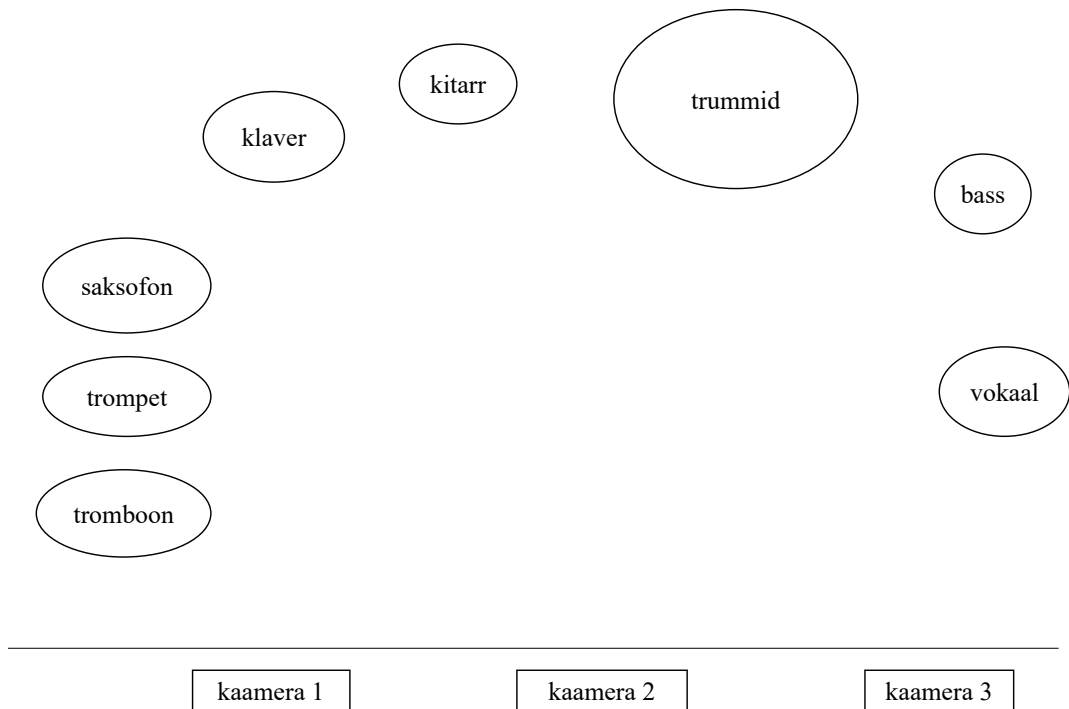 kitarr
trummid
klaver
bass
saksofon
trompet
vokaal
tromboon
kaamera 1
kaamera 2
kaamera 3